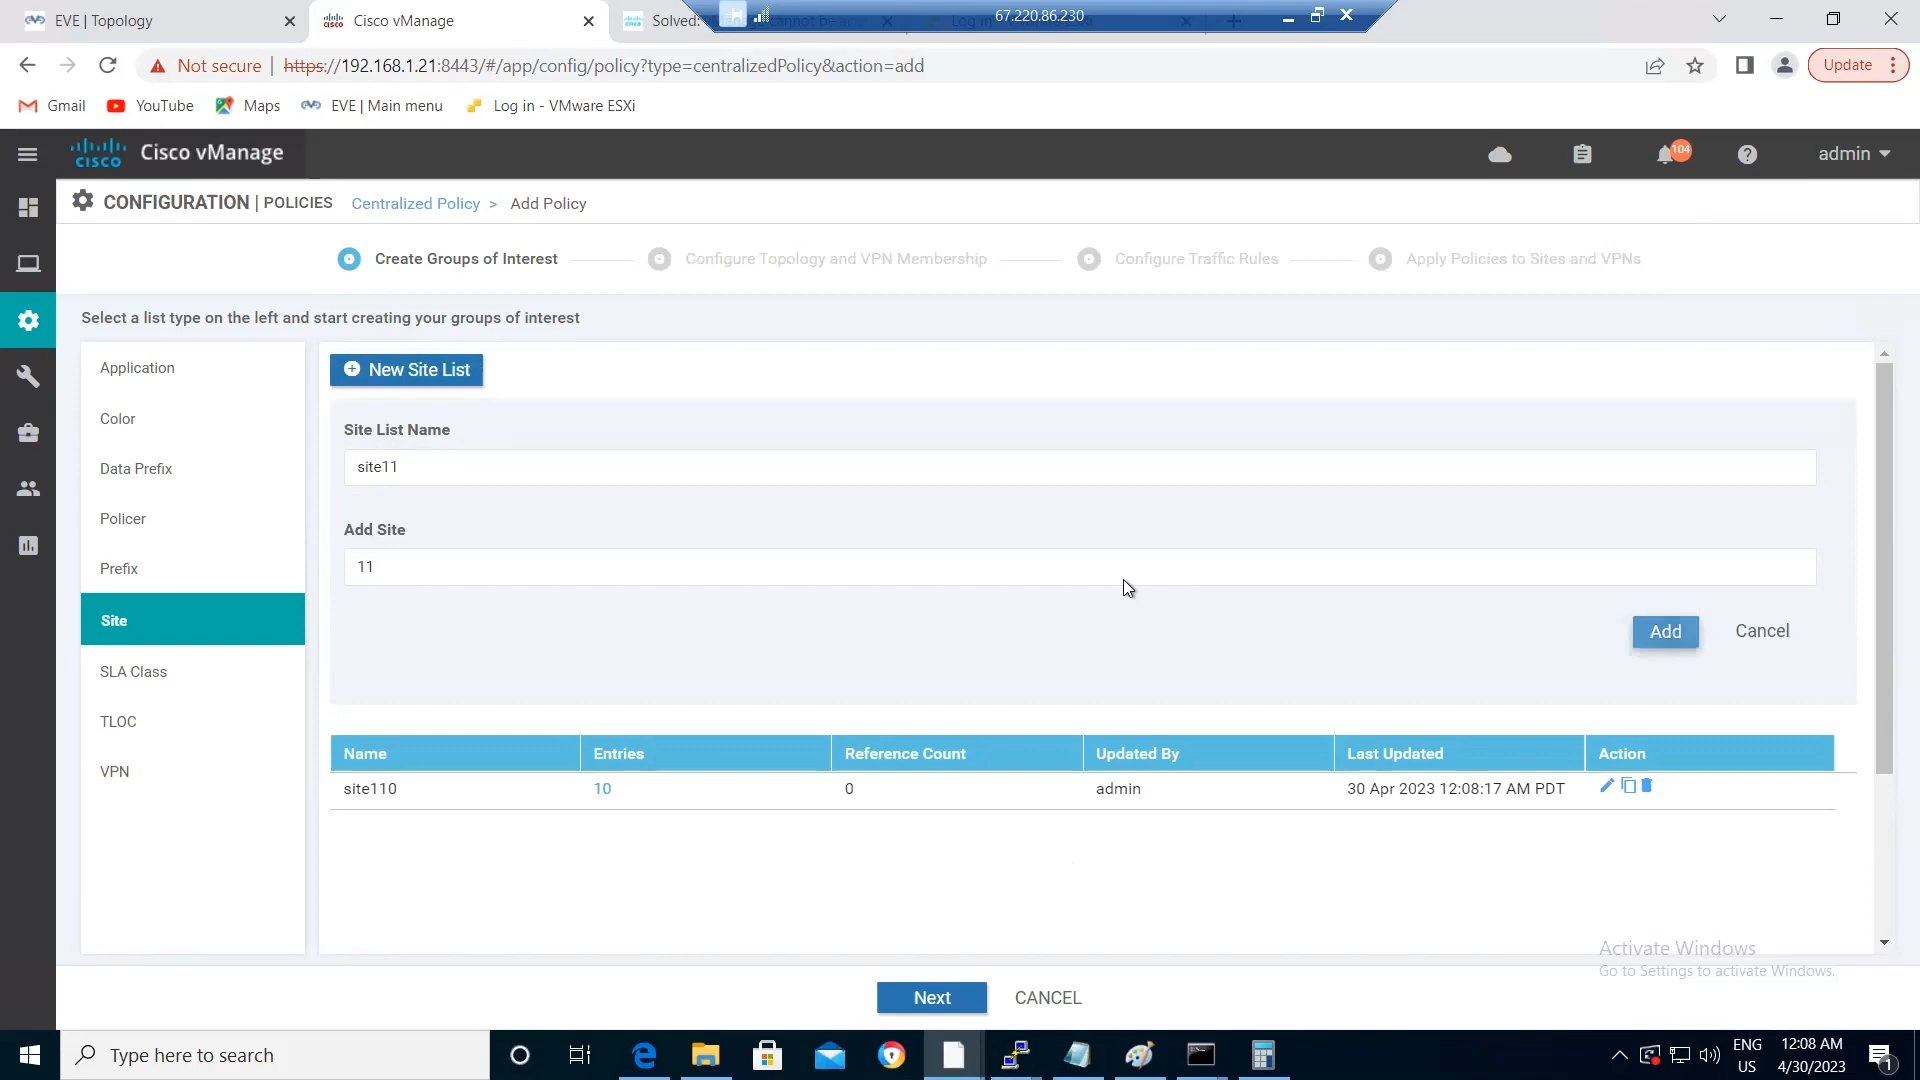 EVE | Topology
Cisco vManage
Solved:
67.220.86.230
Not secure
https://192.168.1.21:8443/#/app/config/policy?type=centralizedPolicy&action=add
Update
Gmail
YouTube
Maps
EVE | Main menu
Log in - VMware ESXi
cisco
Cisco vManage
104
admin
CONFIGURATION | POLICIES
Centralized Policy > Add Policy
Create Groups of Interest
Configure Topology and VPN Membership
Configure Traffic Rules
Apply Policies to Sites and VPNs
Select a list type on the left and start creating your groups of interest
Application
Color
Data Prefix
Policer
Prefix
Site
SLA Class
TLOC
VPN
New Site List
Site List Name
site11
Add Site
11
Add
Cancel
Name
Entries
Reference Count
Updated By
Last Updated
Action
site110
10
0
admin
30 Apr 2023 12:08:17 AM PDT
Activate Windows
Go to Settings to activate Windows.
Next
CANCEL
Type here to search
ENG
US
12:08 AM
4/30/2023
1